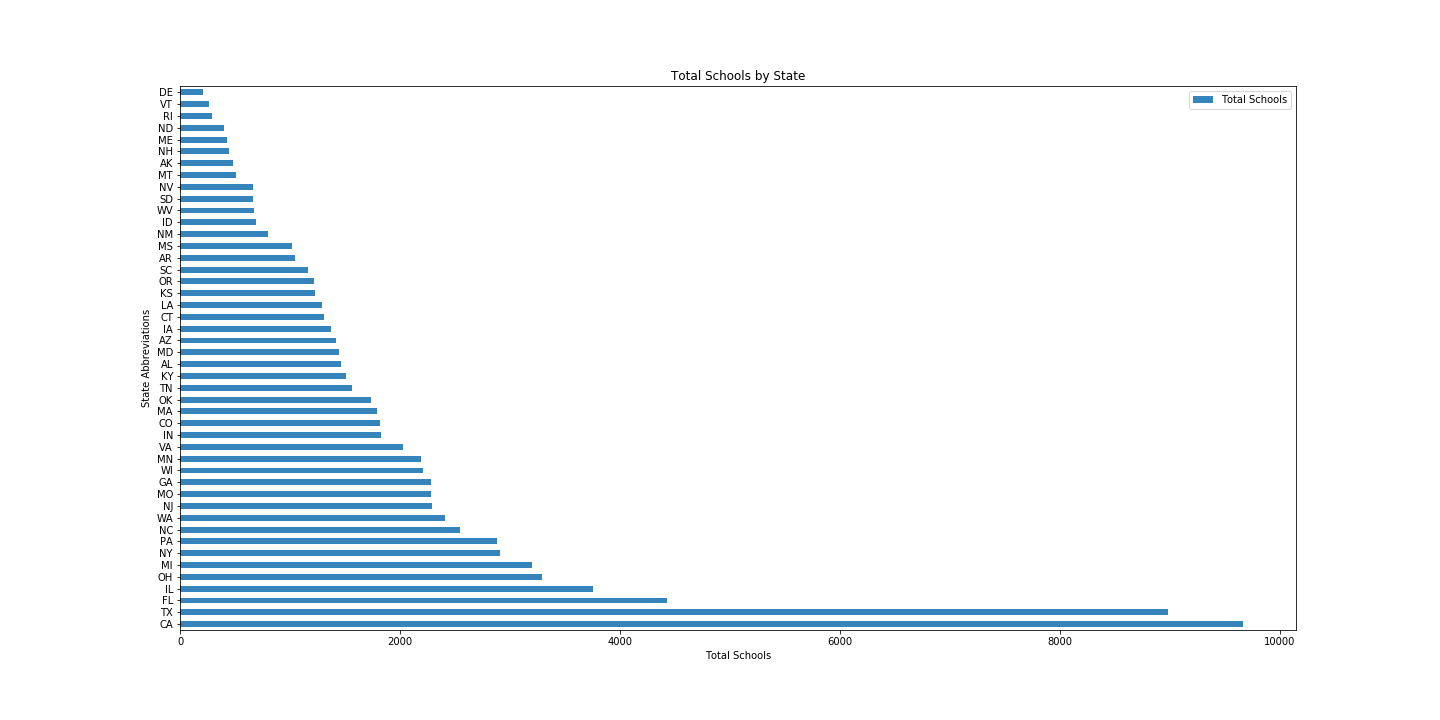 Total Schools by State
Total Schools
DE
VT
RI
ND
ME
NH
AK
MT
NV
SD
WV
ID
NM
MS
AR
SC
OR
KS
LA
CT
IA
AZ
MD
AL
KY
TN
OK
MA
CO
IN
VA
MN
WI
GA
MO
NJ
WA
NC
PA
NY
MI
OH
IL
FL
TX
CA
State Abbreviations
0 2000 4000 6000 8000 10000
Total Schools